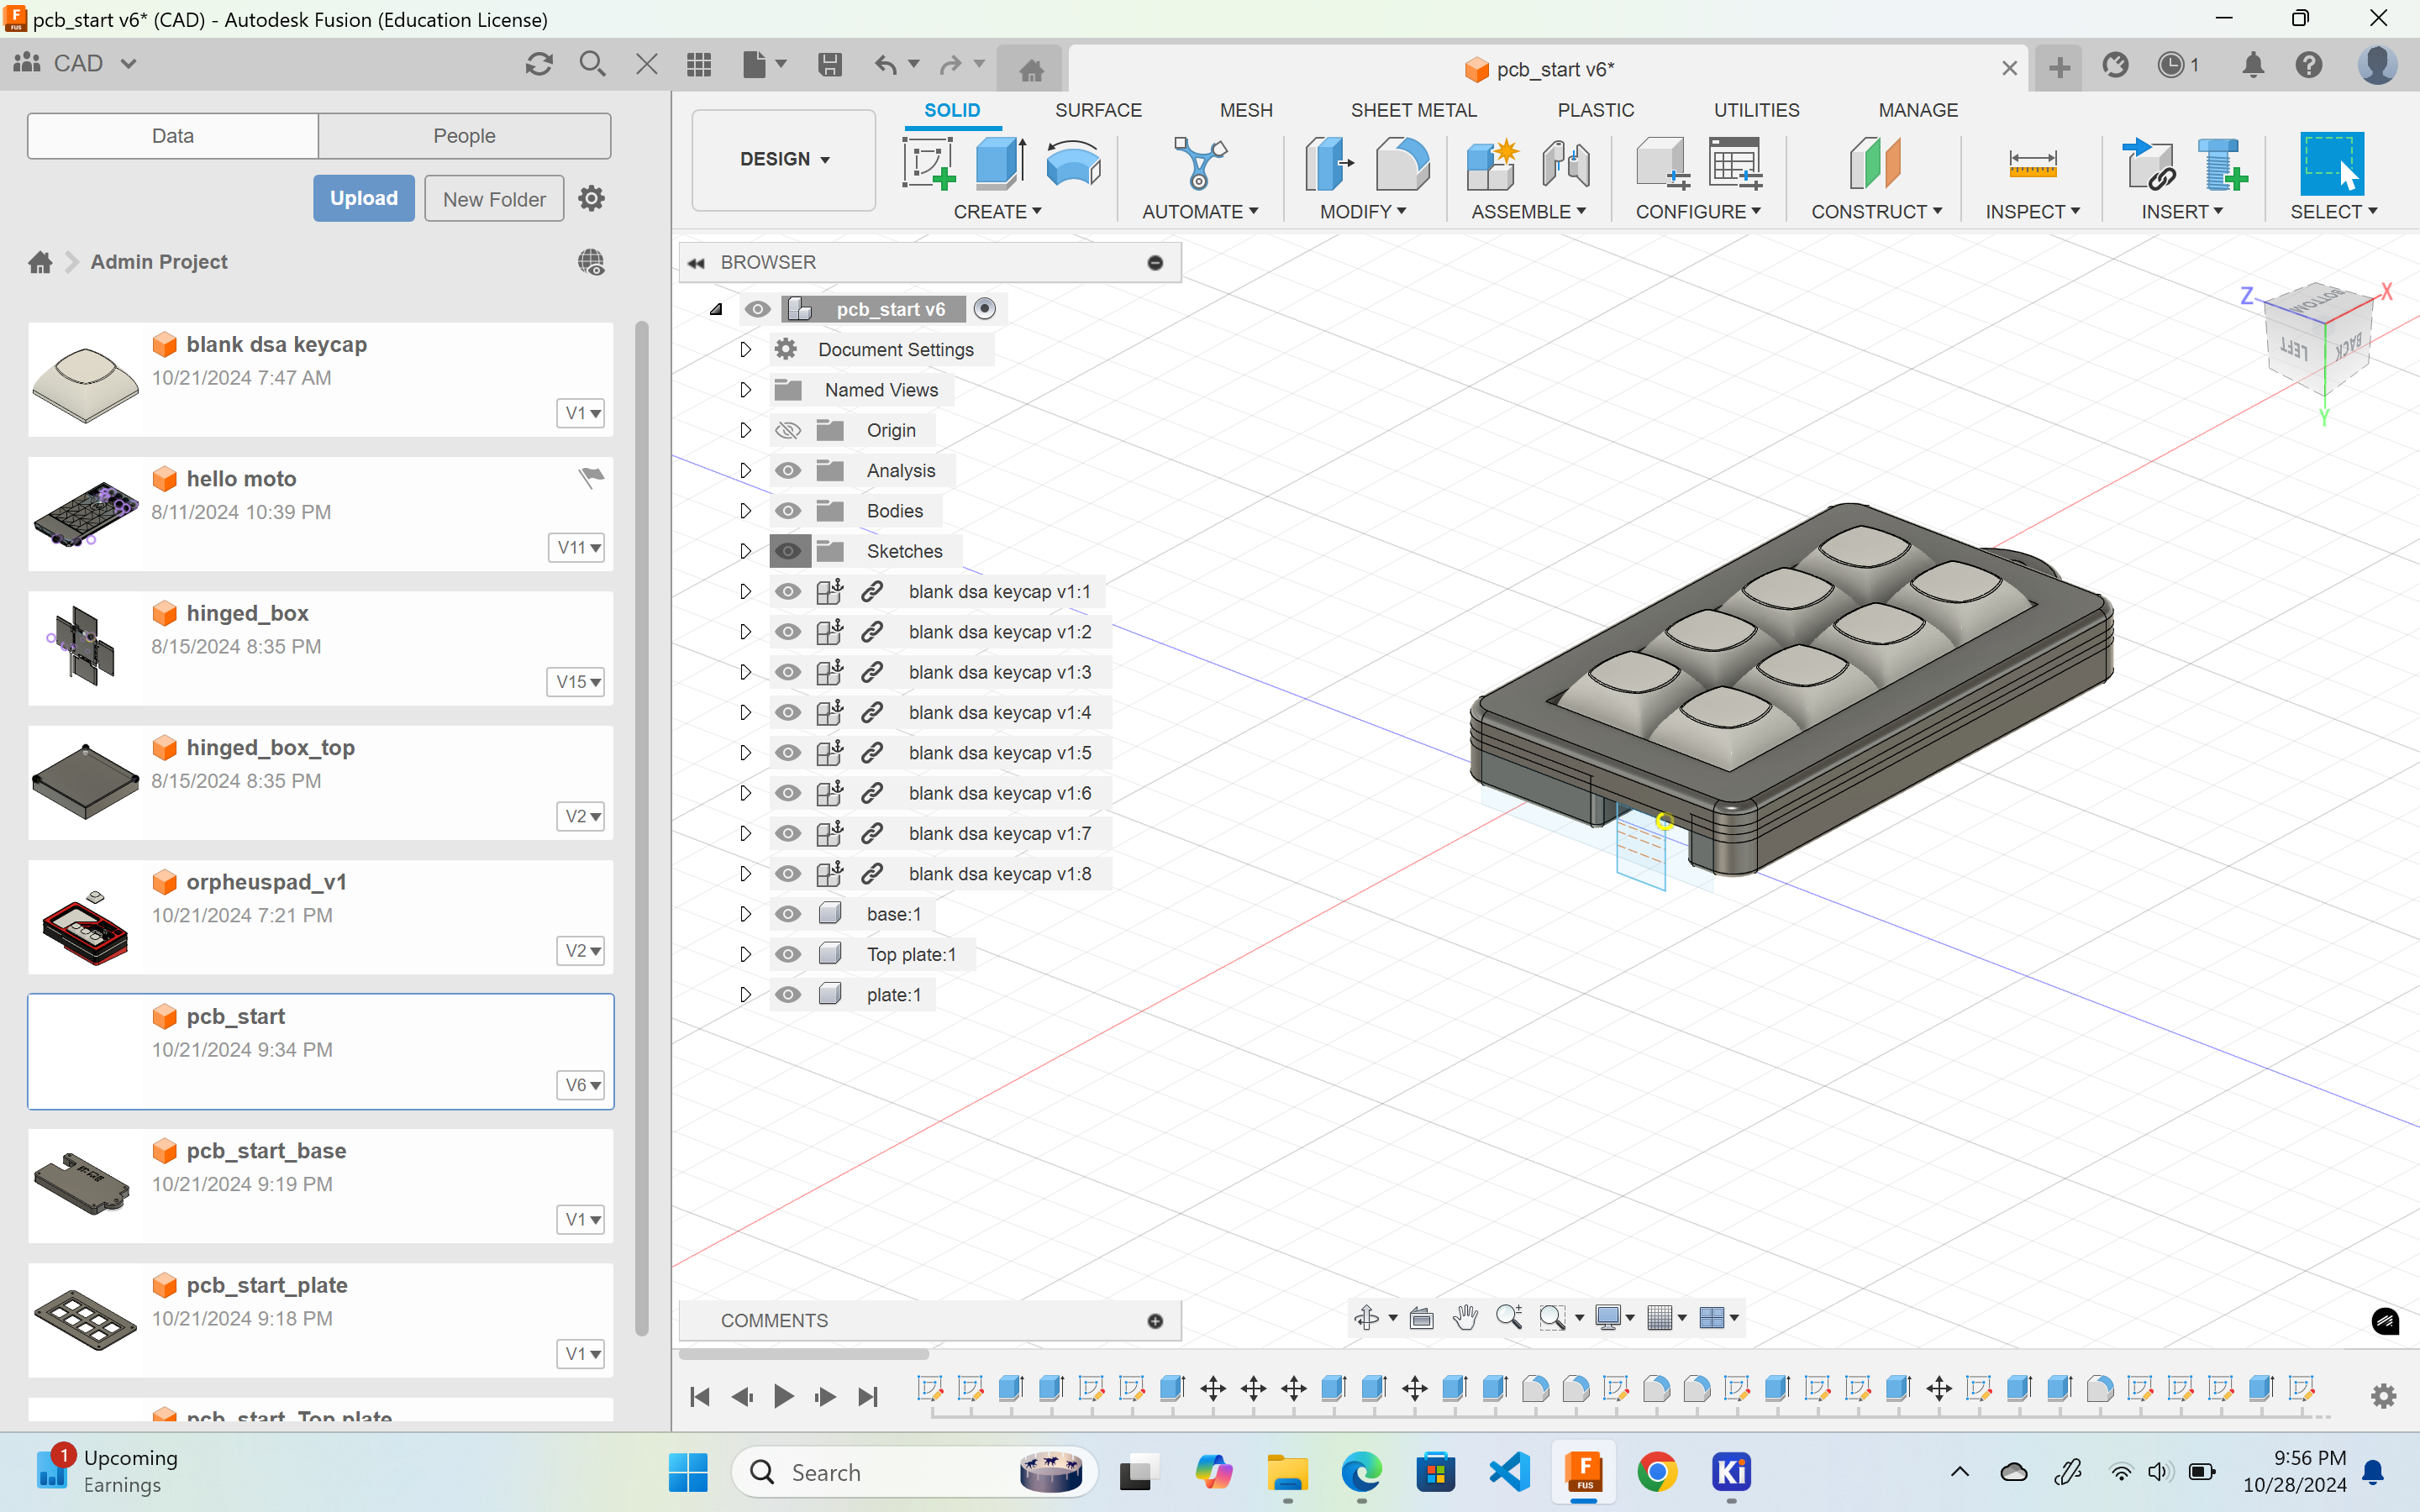 pcb_start v6* (CAD) - Autodesk Fusion (Education License)
CAD
pcb_start v6*
1
Data
People
Upload
New Folder
Admin Project
blank dsa keycap
10/21/2024 7:47 AM
V1
hello moto
8/11/2024 10:39 PM
V11
hinged_box
8/15/2024 8:35 PM
V15
hinged_box_top
8/15/2024 8:35 PM
V2
orpheuspad_v1
10/21/2024 7:21 PM
V2
pcb_start
10/21/2024 9:34 PM
V6
pcb_start_base
10/21/2024 9:19 PM
V1
pcb_start_plate
10/21/2024 9:18 PM
V1
pcb_start_Top plate
DESIGN
SOLID
SURFACE
MESH
SHEET METAL
PLASTIC
UTILITIES
MANAGE
CREATE
AUTOMATE
MODIFY
ASSEMBLE
CONFIGURE
CONSTRUCT
INSPECT
INSERT
SELECT
BROWSER
pcb_start v6
Document Settings
Named Views
Origin
Analysis
Bodies
Sketches
blank dsa keycap v1:1
blank dsa keycap v1:2
blank dsa keycap v1:3
blank dsa keycap v1:4
blank dsa keycap v1:5
blank dsa keycap v1:6
blank dsa keycap v1:7
blank dsa keycap v1:8
base:1
Top plate:1
plate:1
Z
X
Y
BOTTOM
LEFT
BACK
COMMENTS
1
Upcoming
Earnings
Search
F
FUS
Ki
9:56 PM
10/28/2024